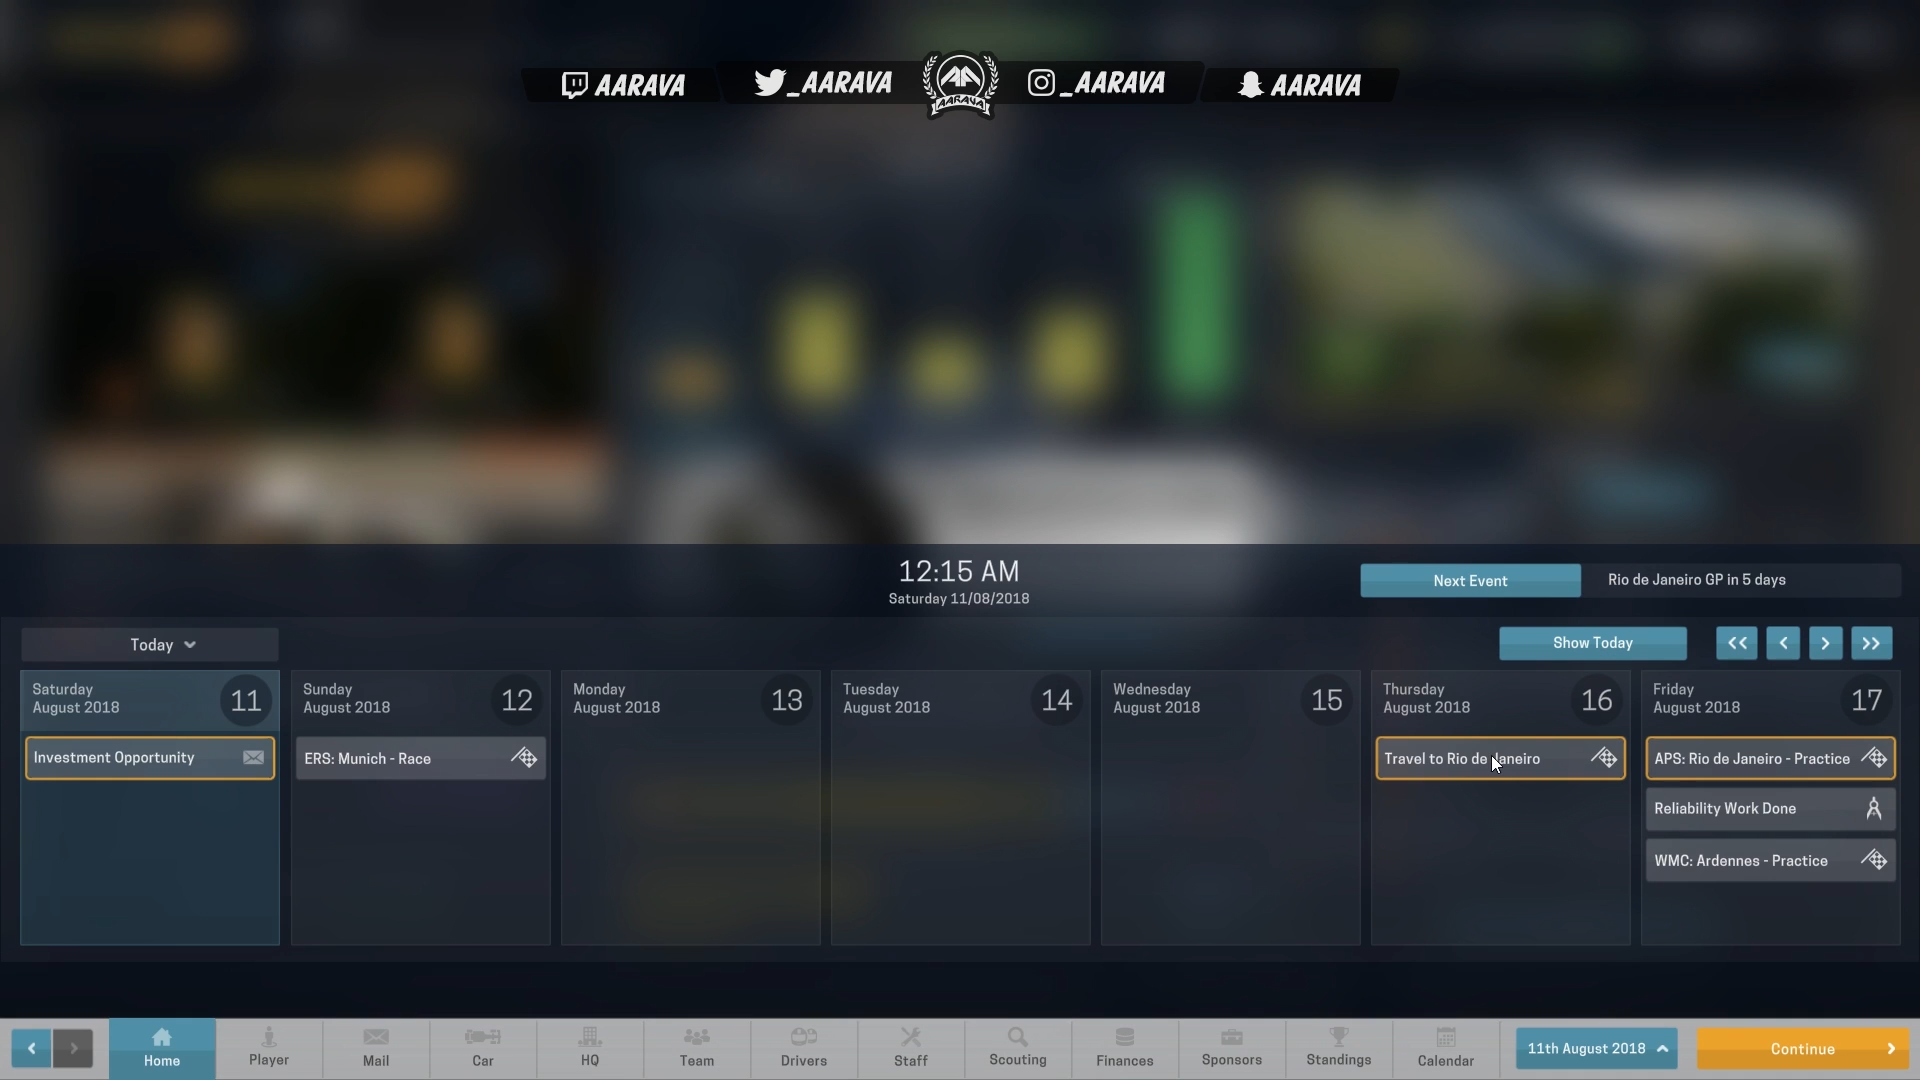 AARAVA
_AARAVA
AARAVA
_AARAVA
AARAVA
12:15 AM
Saturday 11/08/2018
Next Event
Rio de Janeiro GP in 5 days
Today
Show Today
<< < > >>
Saturday
August 2018
11
Investment Opportunity
Sunday
August 2018
12
ERS: Munich - Race
Monday
August 2018
13
Tuesday
August 2018
14
Wednesday
August 2018
15
Thursday
August 2018
16
Travel to Rio de Janeiro
Friday
August 2018
17
APS: Rio de Janeiro - Practice
Reliability Work Done
WMC: Ardennes - Practice
Home
Player
Mail
Car
HQ
Team
Drivers
Staff
Scouting
Finances
Sponsors
Standings
Calendar
11th August 2018
Continue